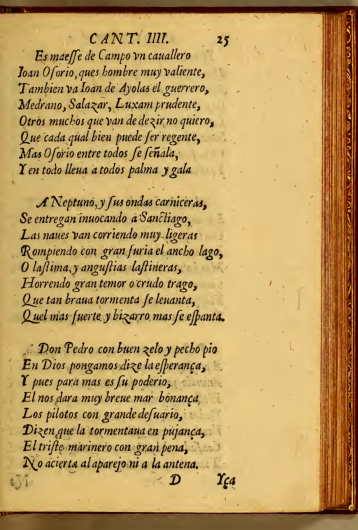 CANT. IIII. 25
Es maesse de Campo vn cauallero
Ioan Osorio, ques hombre muy valiente,
Tambien va Ioan de Ayolas el guerrero,
Medrano, Salazar, Luxam prudente,
Otros muchos que van de dezir no quiero,
Que cada qual bien puede ser regente,
Mas Osorio entre todos se señala,
Y en todo lleua a todos palma y gala
A Neptuno, y sus ondas carniceras,
Se entregan inuocando a Sanctiago,
Las naues van corriendo muy ligeras
Rompiendo con gran furia el ancho lago,
O lastima, y angustias lastineras,
Horrendo gran temor o crudo trago,
Que tan braua tormenta se leuanta,
Quel mas fuerte y bizarro mas se espanta.
Don Pedro con buen zelo y pecho pio
En Dios pongamos dize la esperança,
Y pues para mas es su poderio,
El nos dara muy breue mar bonança
Los pilotos con grande desuario,
Dizen que la tormenta ua en pujança,
El triste marinero con gran pena,
No acierta al aparejo ni a la antena.
D Yça